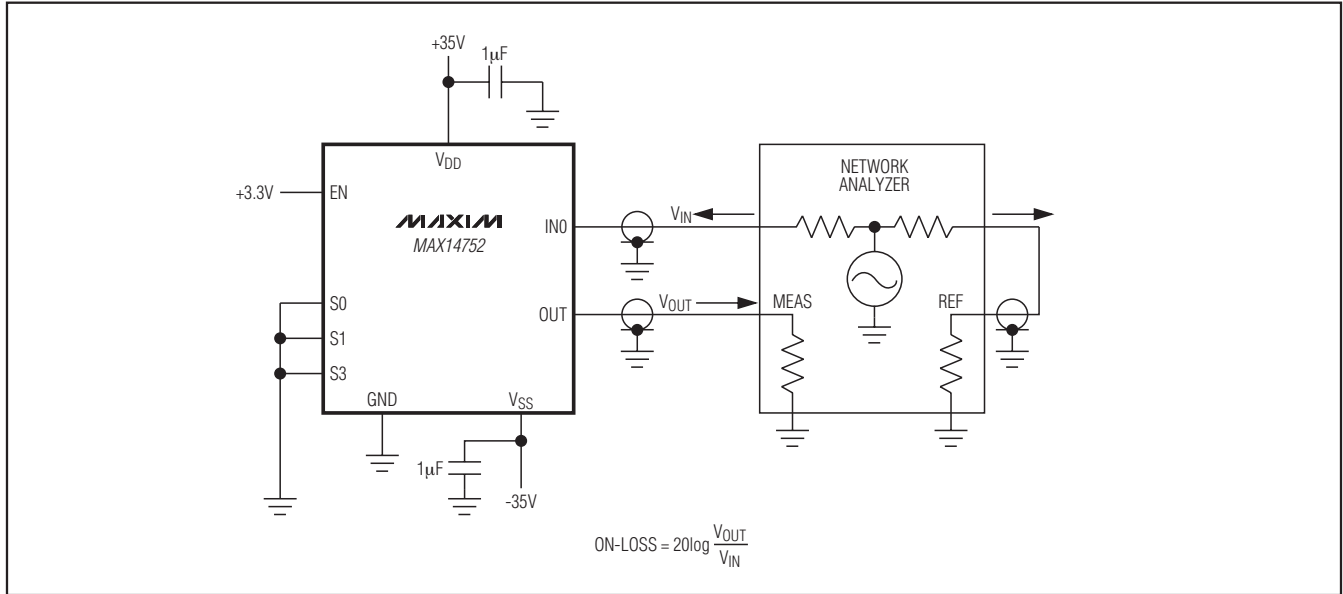 +35V
1µF
VDD
+3.3V
EN
MAXIM
MAX14752
IN0
VIN
NETWORK
ANALYZER
S0
S1
S3
OUT
VOUT
MEAS
REF
GND
VSS
1µF
-35V
ON-LOSS = 20log VOUT
VIN